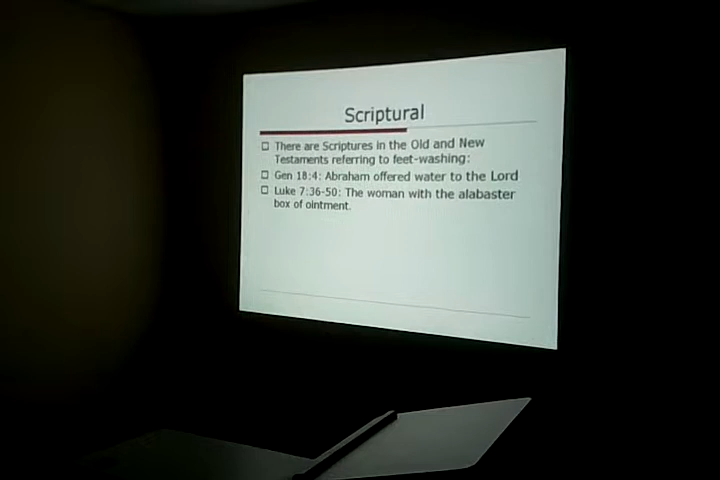 Scriptural
There are Scriptures in the Old and New
Testaments referring to feet-washing:
Gen 18:4: Abraham offered water to the Lord
Luke 7:36-50: The woman with the alabaster
box of ointment.